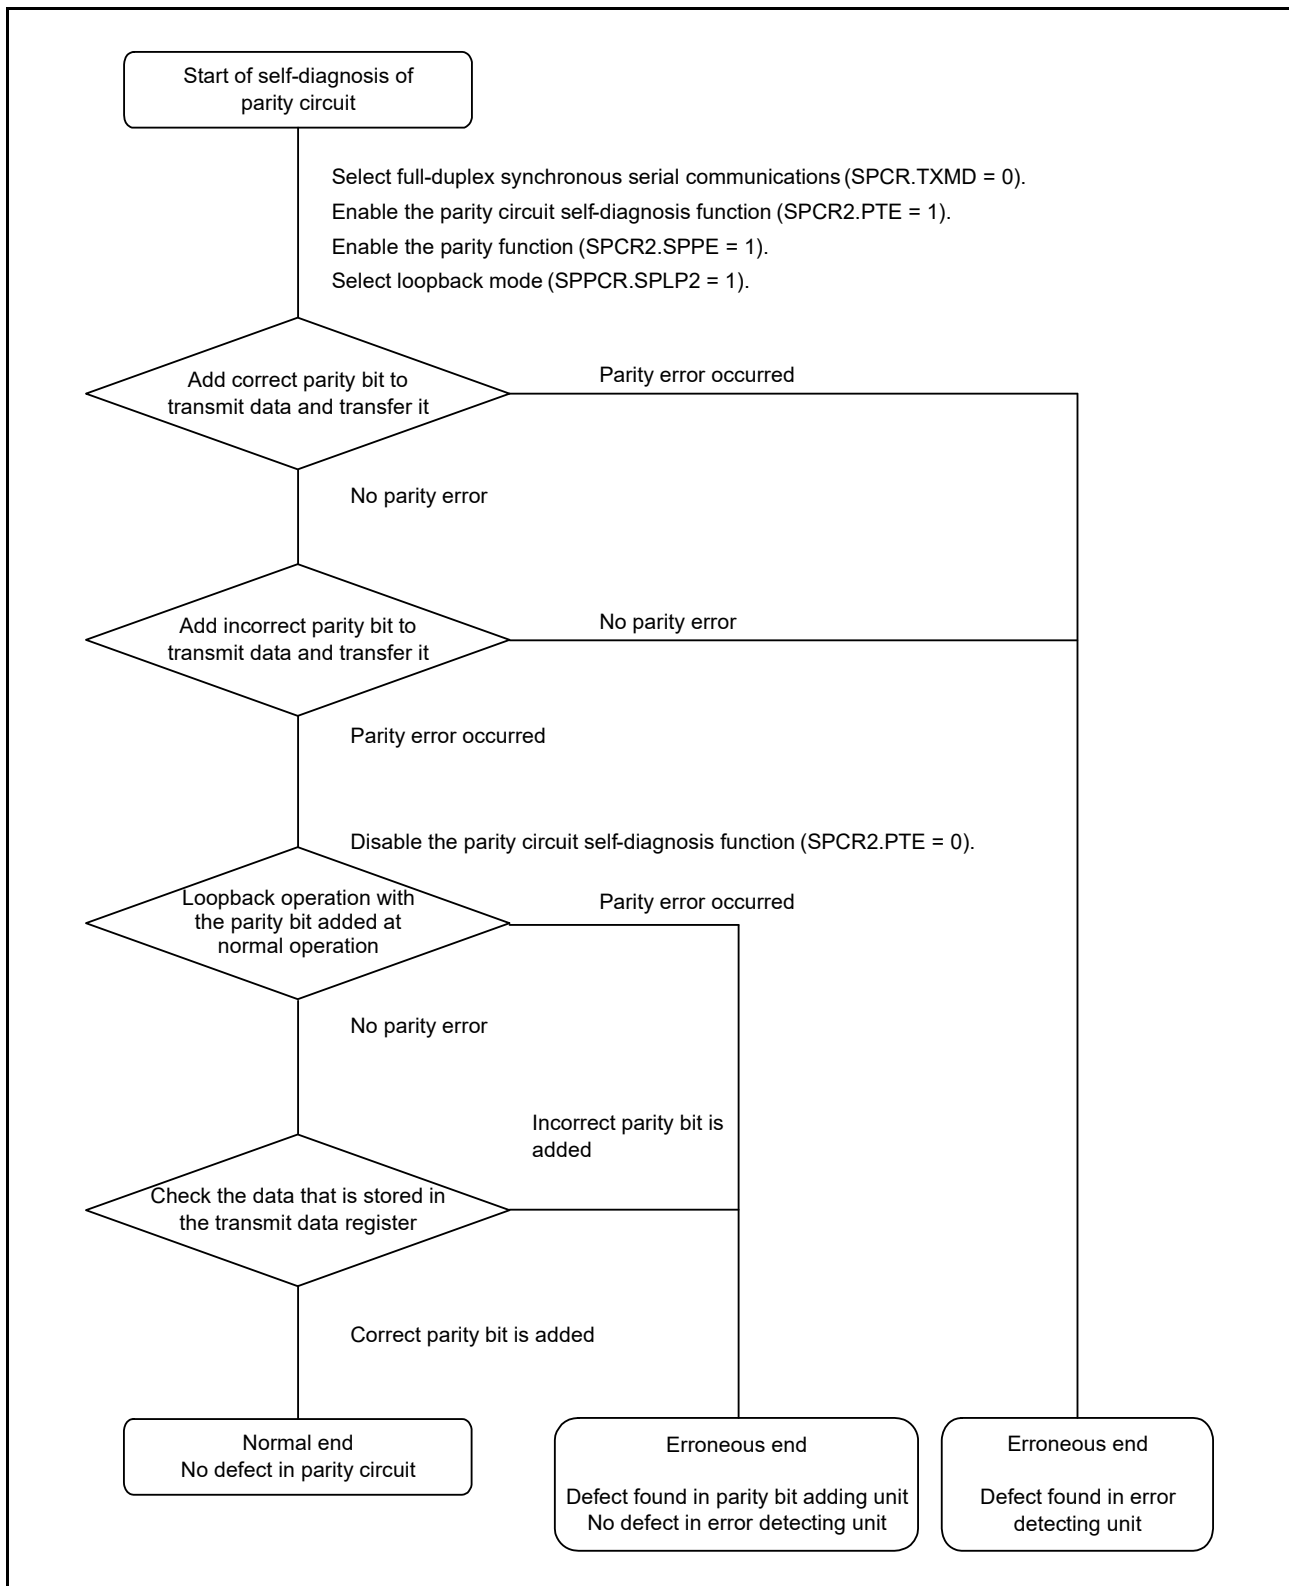 Start of self-diagnosis of
parity circuit
Select full-duplex synchronous serial communications (SPCR.TXMD = 0).
Enable the parity circuit self-diagnosis function (SPCR2.PTE = 1).
Enable the parity function (SPCR2.SPPE = 1).
Select loopback mode (SPPCR.SPLP2 = 1).
Add correct parity bit to
transmit data and transfer it
Parity error occurred
No parity error
Add incorrect parity bit to
transmit data and transfer it
No parity error
Parity error occurred
Disable the parity circuit self-diagnosis function (SPCR2.PTE = 0).
Loopback operation with
the parity bit added at
normal operation
Parity error occurred
No parity error
Incorrect parity bit is
added
Check the data that is stored in
the transmit data register
Correct parity bit is added
Normal end
No defect in parity circuit
Erroneous end
Defect found in parity bit adding unit
No defect in error detecting unit
Erroneous end
Defect found in error
detecting unit